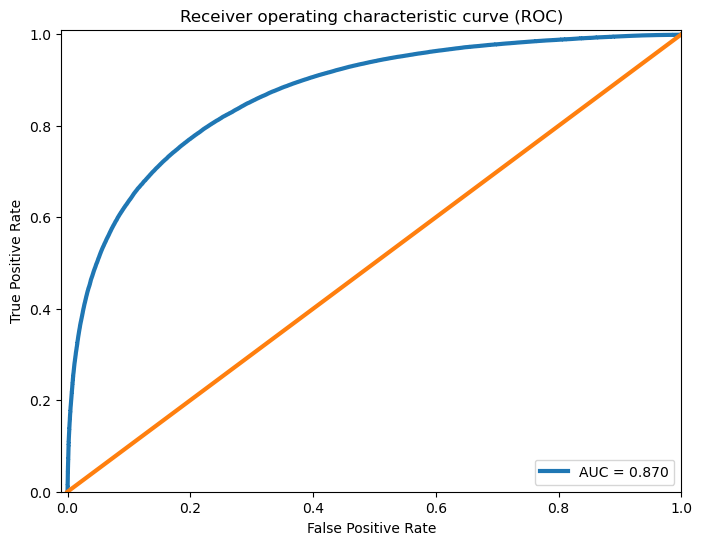 Receiver operating characteristic curve (ROC)
True Positive Rate
1.0
0.8
0.6
0.4
0.2
0.0
AUC = 0.870
0.0 0.2 0.4 0.6 0.8 1.0
False Positive Rate